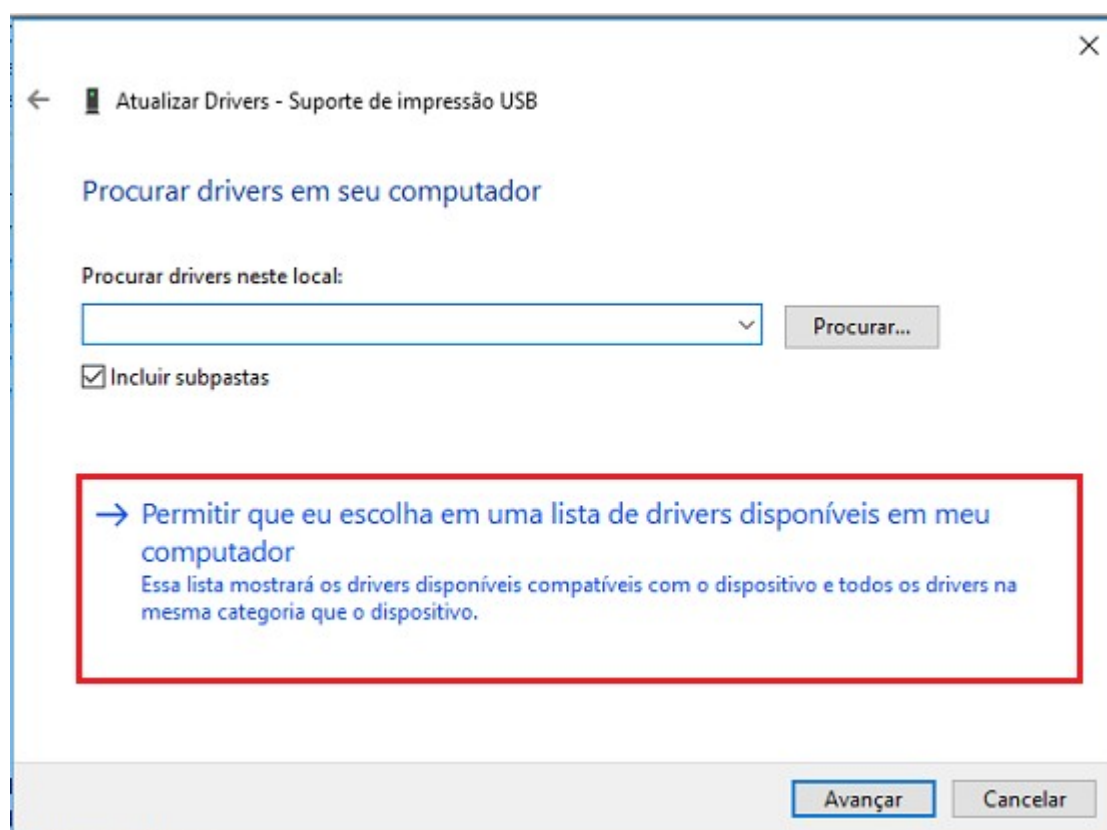 Atualizar Drivers - Suporte de impressão USB
Procurar drivers em seu computador
Procurar drivers neste local:
Procurar...
Incluir subpastas
Permitir que eu escolha em uma lista de drivers disponíveis em meu
computador
Essa lista mostrará os drivers disponíveis compatíveis com o dispositivo e todos os drivers na
mesma categoria que o dispositivo.
Avançar
Cancelar